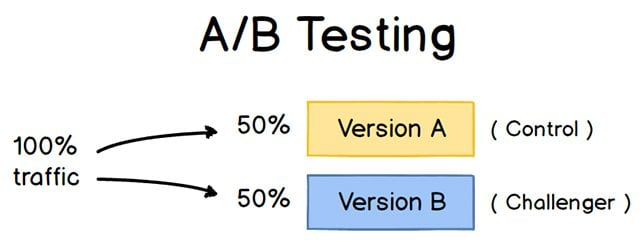 A/B Testing
50% Version A ( Control )
100%
traffic
50% Version B ( Challenger )